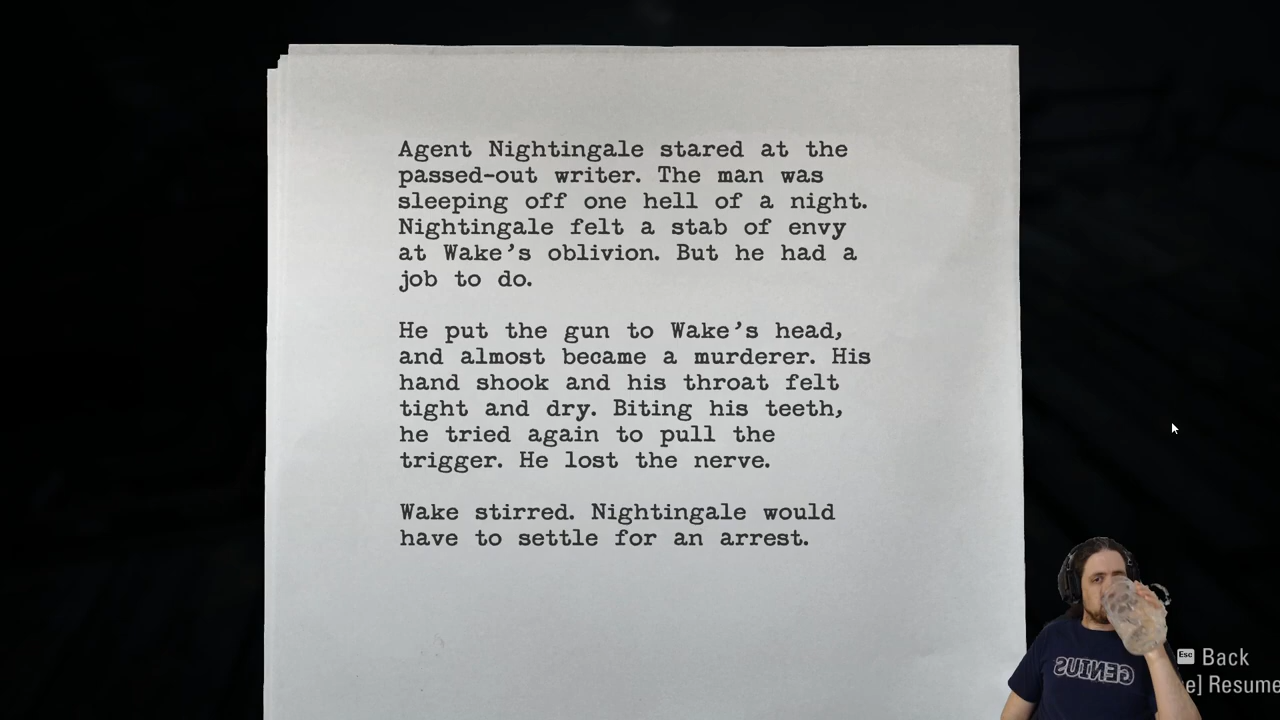 Agent Nightingale stared at the
passed-out writer. The man was
sleeping off one hell of a night.
Nightingale felt a stab of envy
at Wake's oblivion. But he had a
job to do.
He put the gun to Wake's head,
and almost became a murderer. His
hand shook and his throat felt
tight and dry. Biting his teeth,
he tried again to pull the
trigger. He lost the nerve.
Wake stirred. Nightingale would
have to settle for an arrest.
GENIUS
Esc Back
e] Resume